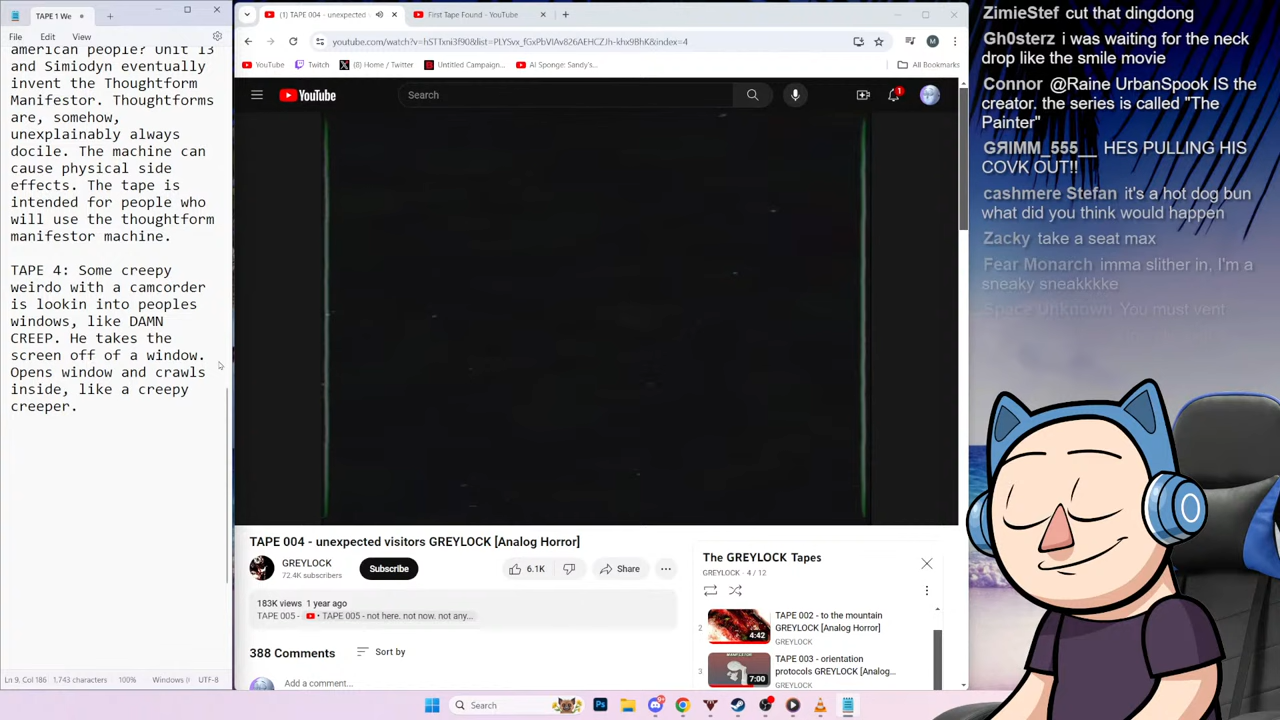 TAPE 1 We
File Edit View
american people? Unit 13
and Simiodyn eventually
invent the Thoughtform
Manifestor. Thoughtforms
are, somehow,
unexplainably always
docile. The machine can
cause physical side
effects. The tape is
intended for people who
will use the thoughtform
manifestor machine.
TAPE 4: Some creepy
weirdo with a camcorder
is lookin into peoples
windows, like DAMN
CREEP. He takes the
screen off of a window.
Opens window and crawls
inside, like a creepy
creeper.
Ln 9, Col 186 1,743 characters 100% Windows ( UTF-8
(1) TAPE 004 - unexpected
First Tape Found - YouTube
youtube.com/watch?v=hSTTxni3f90&list=PLYSvx_fGxPbVIAv826AEHCZJh-khx9BhK&index=4
YouTube Twitch (8) Home / Twitter Untitled Campaign... AI Sponge: Sandy's...
All Bookmarks
YouTube
Search
1
TAPE 004 - unexpected visitors GREYLOCK [Analog Horror]
GREYLOCK
72.4K subscribers
Subscribe
6.1K
Share
183K views 1 year ago
TAPE 005 - TAPE 005 - not here. not now. not any...
388 Comments Sort by
Add a comment...
The GREYLOCK Tapes
GREYLOCK - 4 / 12
2
4:42
TAPE 002 - to the mountain
GREYLOCK [Analog Horror]
GREYLOCK
3
7:00
TAPE 003 - orientation
protocols GREYLOCK [Analog...
GREYLOCK
Search
ZimieStef cut that dingdong
Gh0sterz i was waiting for the neck
drop like the smile movie
Connor @Raine UrbanSpook IS the
creator. the series is called "The
Painter"
GЯIMM_555__ HES PULLING HIS
COVK OUT!!
cashmere Stefan it's a hot dog bun
what did you think would happen
Zacky take a seat max
Fear Monarch imma slither in, I'm a
sneaky sneakkkke
Space Unknown You must vent